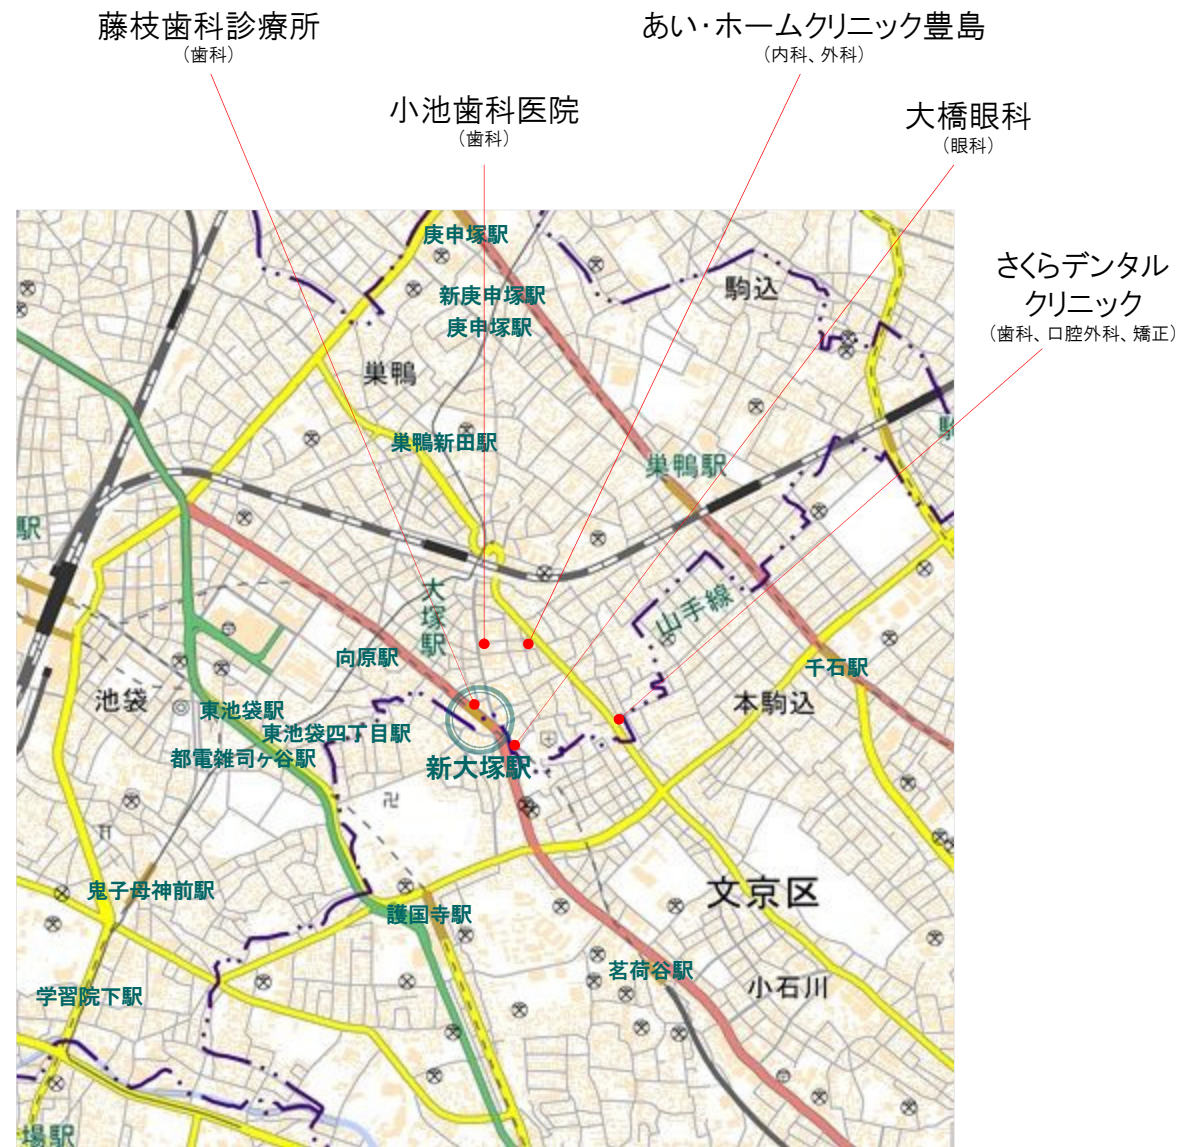 藤枝歯科診療所
（歯科）
あい・ホームクリニック豊島
（内科、外科）
小池歯科医院
（歯科）
大橋眼科
（眼科）
さくらデンタル
クリニック
（歯科、口腔外科、矯正）
庚申塚駅
駒込
新庚申塚駅
庚申塚駅
巣鴨
駒
巣鴨新田駅
巣鴨駅
駅
大塚駅
山手線
向原駅
千石駅
池袋
本駒込
東池袋駅
東池袋四丁目駅
都電雑司ヶ谷駅
新大塚駅
鬼子母神前駅
文京区
護国寺駅
茗荷谷駅
小石川
学習院下駅
場駅